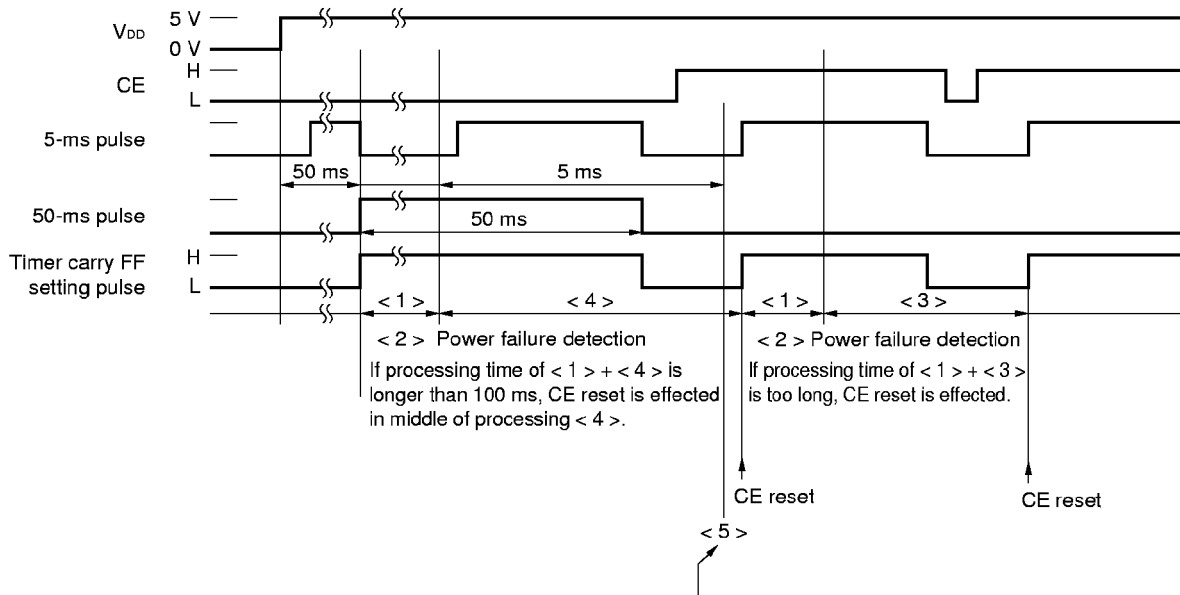 5 V
VDD
0 V
H
CE
L
5-ms pulse
50 ms
5 ms
50-ms pulse
50 ms
Timer carry FF
setting pulse
H
L
< 1 >
< 4 >
< 1 >
< 3 >
< 2 > Power failure detection
If processing time of < 1 > + < 4 > is
longer than 100 ms, CE reset is effected
in middle of processing < 4 >.
< 2 > Power failure detection
If processing time of < 1 > + < 3 >
is too long, CE reset is effected.
CE reset
CE reset
< 5 >